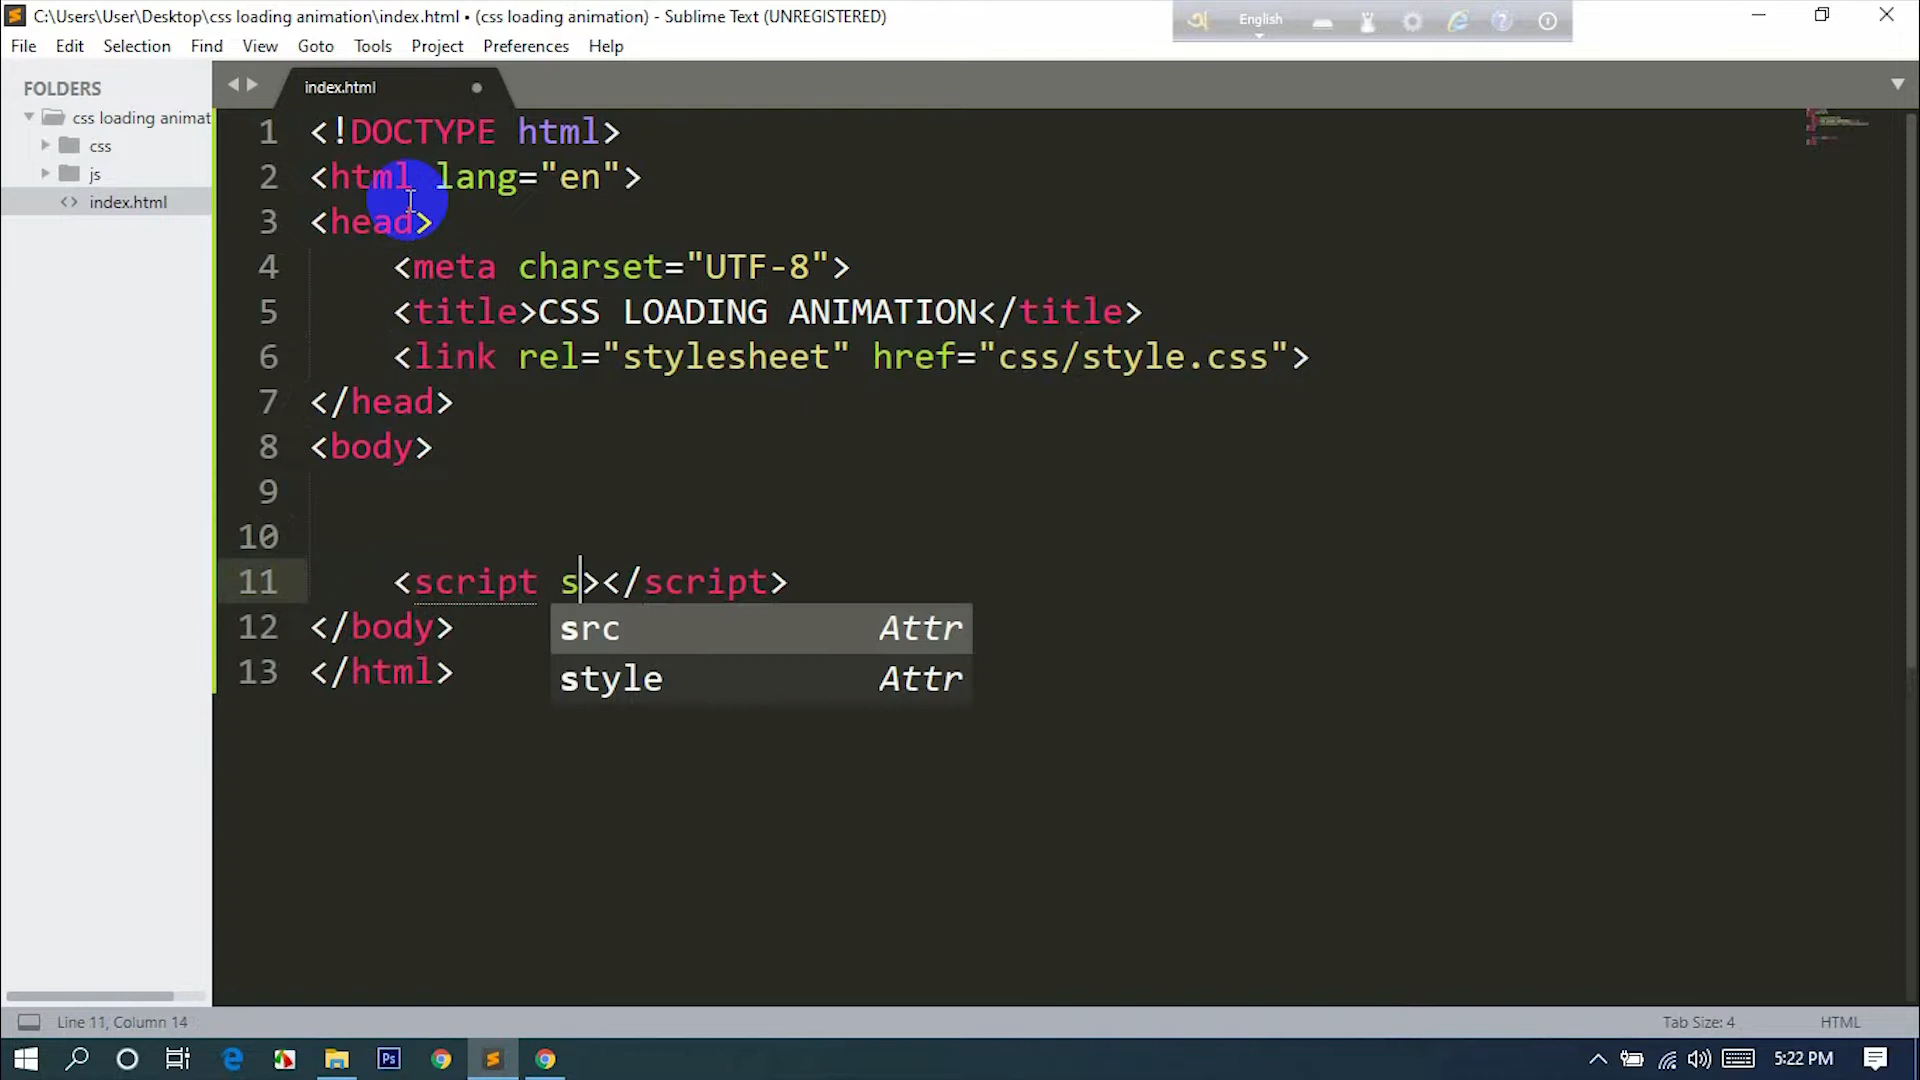 C:\Users\User\Desktop\css loading animation\index.html • (css loading animation) - Sublime Text (UNREGISTERED)
English
File Edit Selection Find View Goto Tools Project Preferences Help
FOLDERS
css loading animat
css
js
index.html
index.html
1 <!DOCTYPE html>
2 <html lang="en">
3 <head>
4 <meta charset="UTF-8">
5 <title>CSS LOADING ANIMATION</title>
6 <link rel="stylesheet" href="css/style.css">
7 </head>
8 <body>
9
10
11 <script s></script>
src Attr
12 </body>
style Attr
13 </html>
Line 11, Column 14
Tab Size: 4
HTML
Ps
5:22 PM